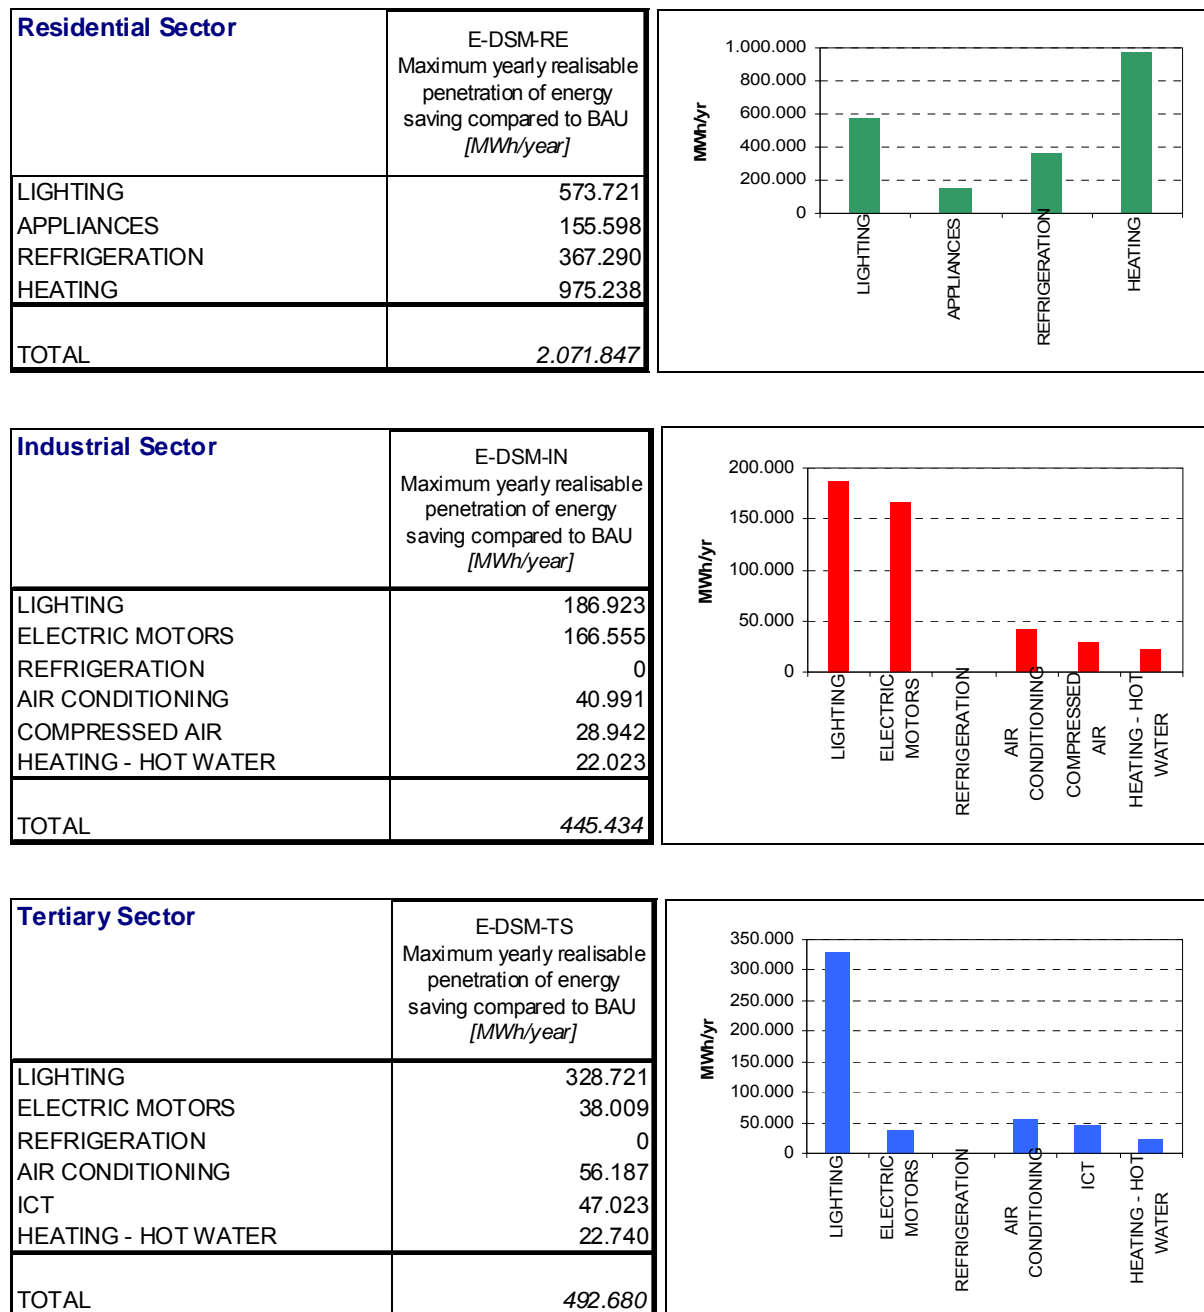 Residential Sector
E-DSM-RE
Maximum yearly realisable
penetration of energy
saving compared to BAU
[MWh/year]
LIGHTING 573.721
APPLIANCES 155.598
REFRIGERATION 367.290
HEATING 975.238
TOTAL 2.071.847
MWh/yr
1.000.000
800.000
600.000
400.000
200.000
0
LIGHTING
APPLIANCES
REFRIGERATION
HEATING
Industrial Sector
E-DSM-IN
Maximum yearly realisable
penetration of energy
saving compared to BAU
[MWh/year]
LIGHTING 186.923
ELECTRIC MOTORS 166.555
REFRIGERATION 0
AIR CONDITIONING 40.991
COMPRESSED AIR 28.942
HEATING - HOT WATER 22.023
TOTAL 445.434
MWh/yr
200.000
150.000
100.000
50.000
0
LIGHTING
ELECTRIC
MOTORS
REFRIGERATION
AIR
CONDITIONING
COMPRESSED
AIR
HEATING - HOT
WATER
Tertiary Sector
E-DSM-TS
Maximum yearly realisable
penetration of energy
saving compared to BAU
[MWh/year]
LIGHTING 328.721
ELECTRIC MOTORS 38.009
REFRIGERATION 0
AIR CONDITIONING 56.187
ICT 47.023
HEATING - HOT WATER 22.740
TOTAL 492.680
MWh/yr
350.000
300.000
250.000
200.000
150.000
100.000
50.000
0
LIGHTING
ELECTRIC
MOTORS
REFRIGERATION
AIR
CONDITIONING
ICT
HEATING - HOT
WATER